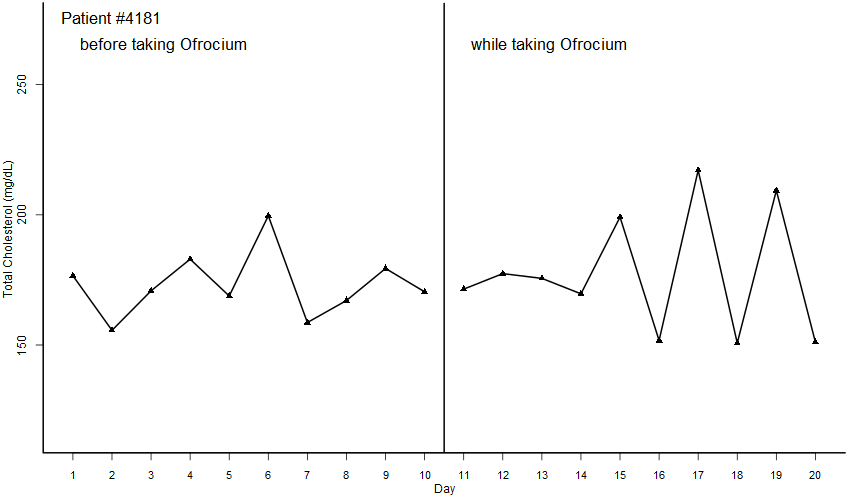 Patient #4181
before taking Ofrocium
while taking Ofrocium
Total Cholesterol (mg/dL)
250
200
150
1 2 3 4 5 6 7 8 9 10 11 12 13 14 15 16 17 18 19 20
Day